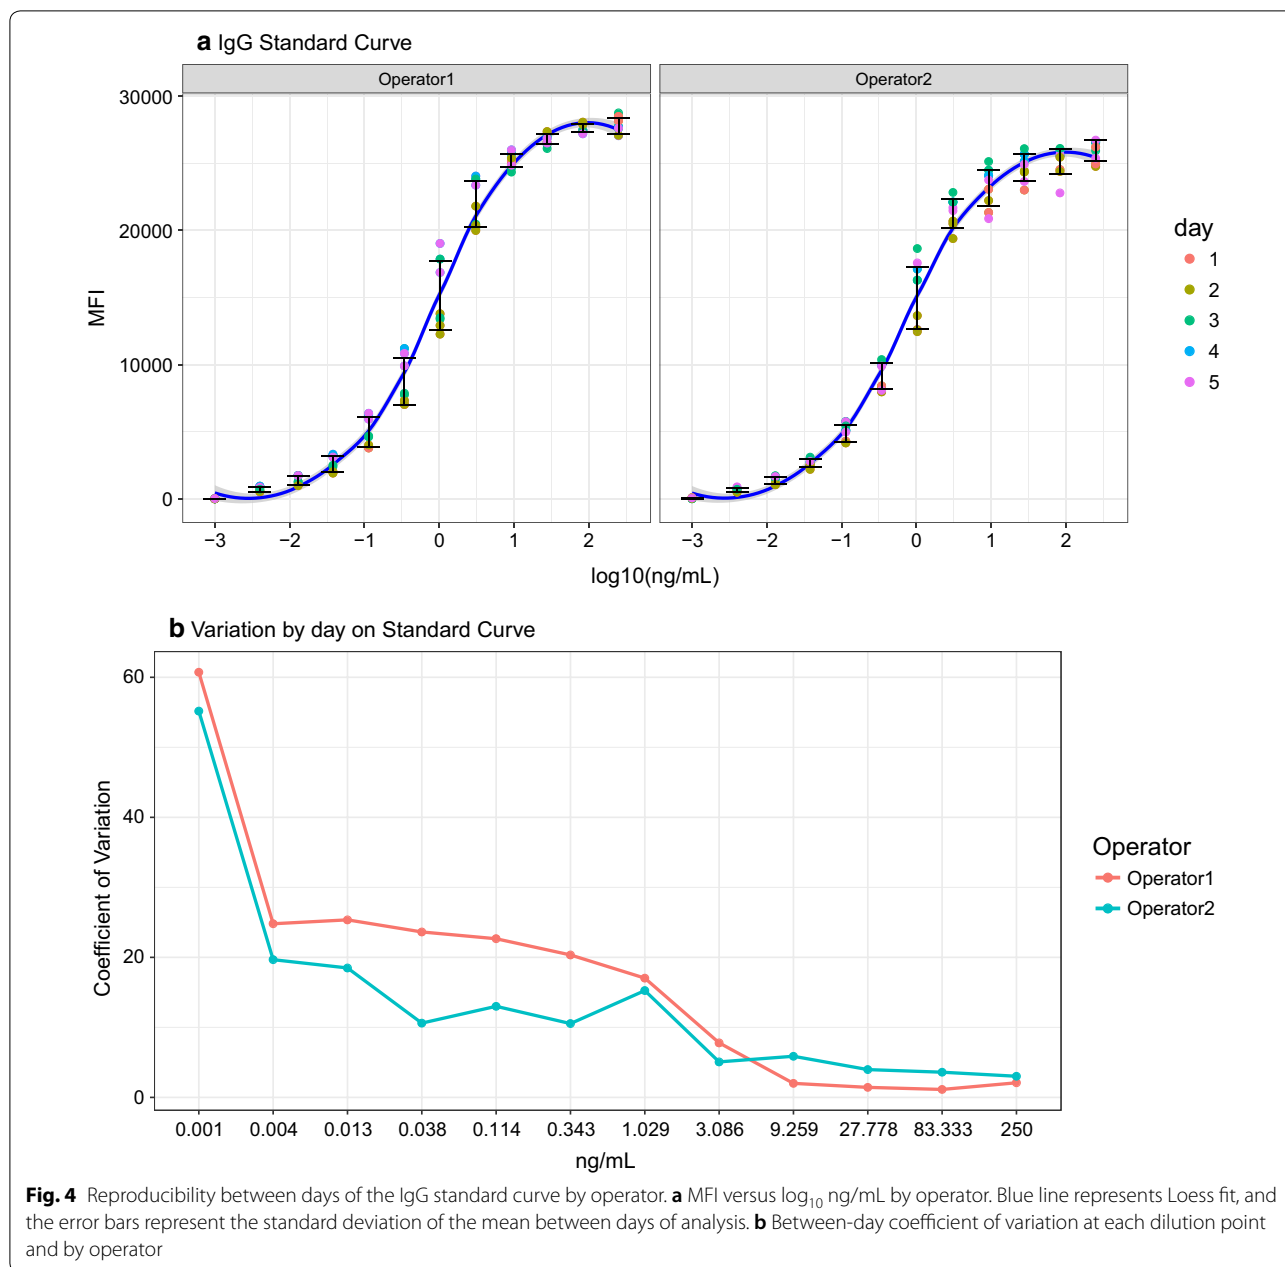 a IgG Standard Curve
Operator1 Operator2
30000
20000
10000
0
MFI
−3 −2 −1 0 1 2 −3 −2 −1 0 1 2
log10(ng/mL)
day
1
2
3
4
5
b Variation by day on Standard Curve
60
40
20
0
Coefficient of Variation
0.001 0.004 0.013 0.038 0.114 0.343 1.029 3.086 9.259 27.778 83.333 250
ng/mL
Operator
Operator1
Operator2
Fig. 4 Reproducibility between days of the IgG standard curve by operator. a MFI versus log10 ng/mL by operator. Blue line represents Loess fit, and
the error bars represent the standard deviation of the mean between days of analysis. b Between-day coefficient of variation at each dilution point
and by operator